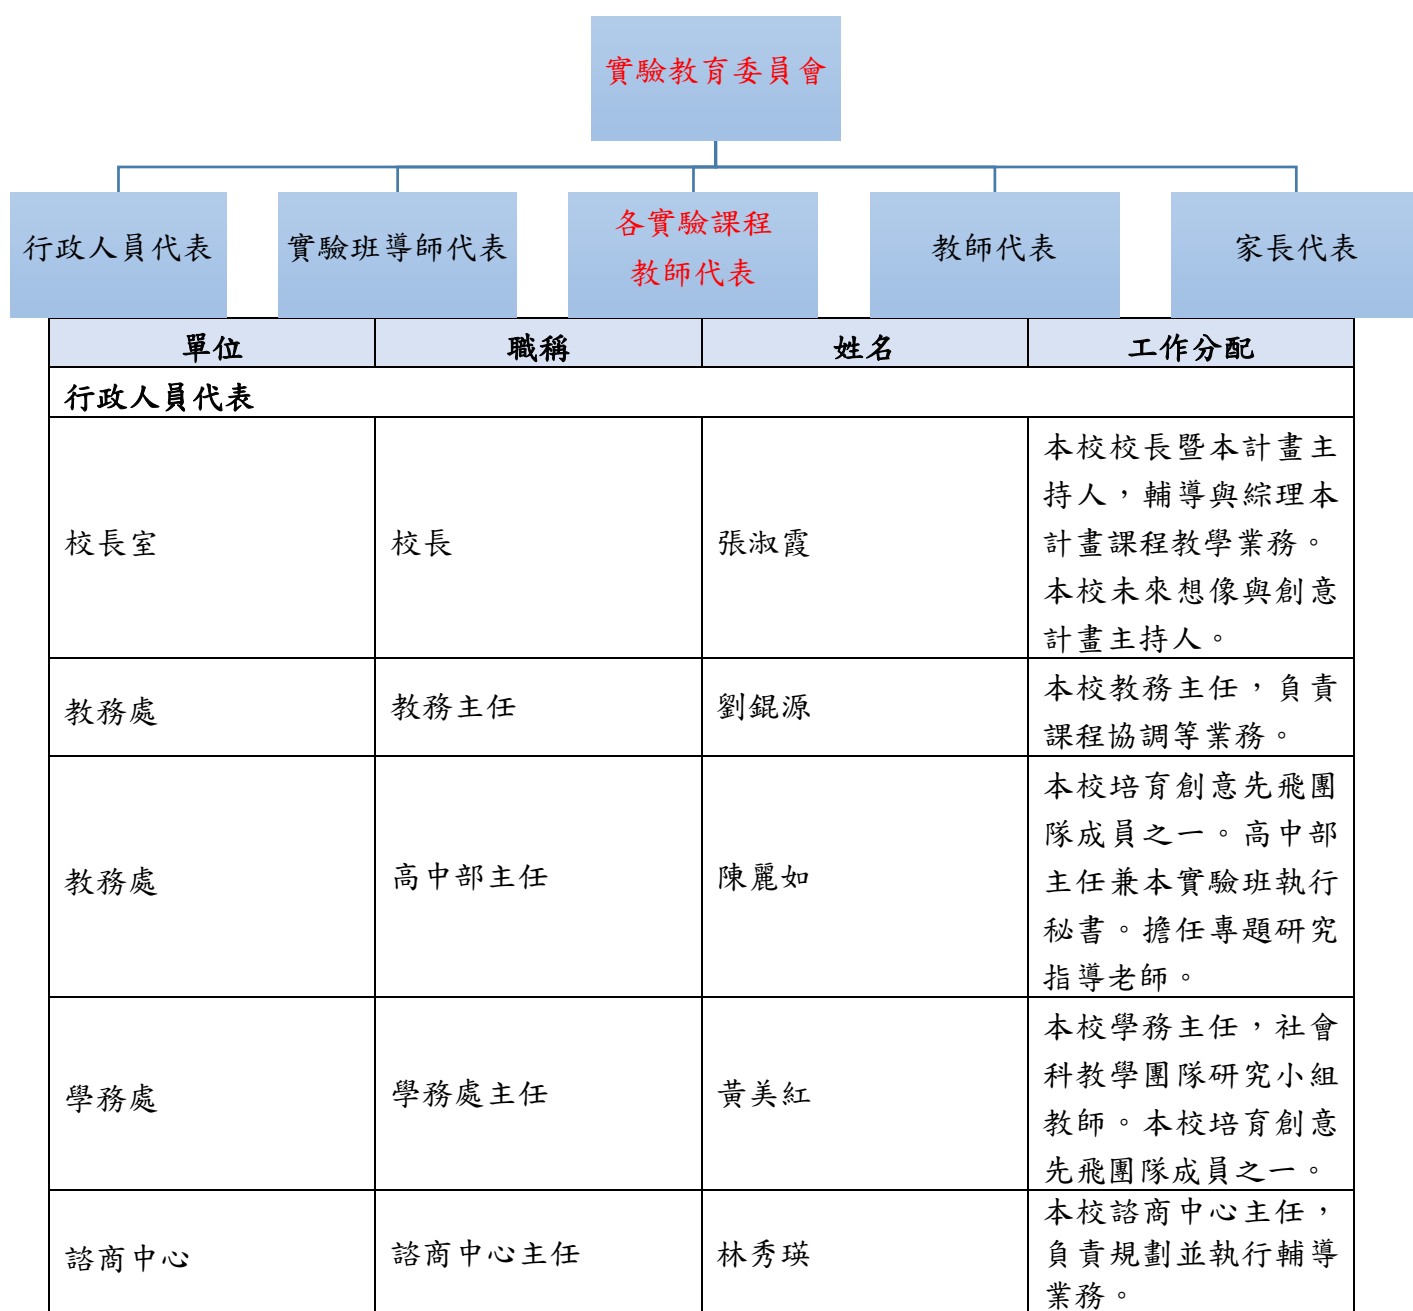 實驗教育委員會
行政人員代表
實驗班導師代表
各實驗課程
教師代表
教師代表
家長代表
單位 職稱 姓名 工作分配
行政人員代表
校長室 校長 張淑霞
本校校長暨本計畫主
持人，輔導與綜理本
計畫課程教學業務。
本校未來想像與創意
計畫主持人。
教務處 教務主任 劉錕源
本校教務主任，負責
課程協調等業務。
教務處 高中部主任 陳麗如
本校培育創意先飛團
隊成員之一。高中部
主任兼本實驗班執行
秘書。擔任專題研究
指導老師。
學務處 學務處主任 黃美紅
本校學務主任，社會
科教學團隊研究小組
教師。本校培育創意
先飛團隊成員之一。
諮商中心 諮商中心主任 林秀瑛
本校諮商中心主任，
負責規劃並執行輔導
業務。